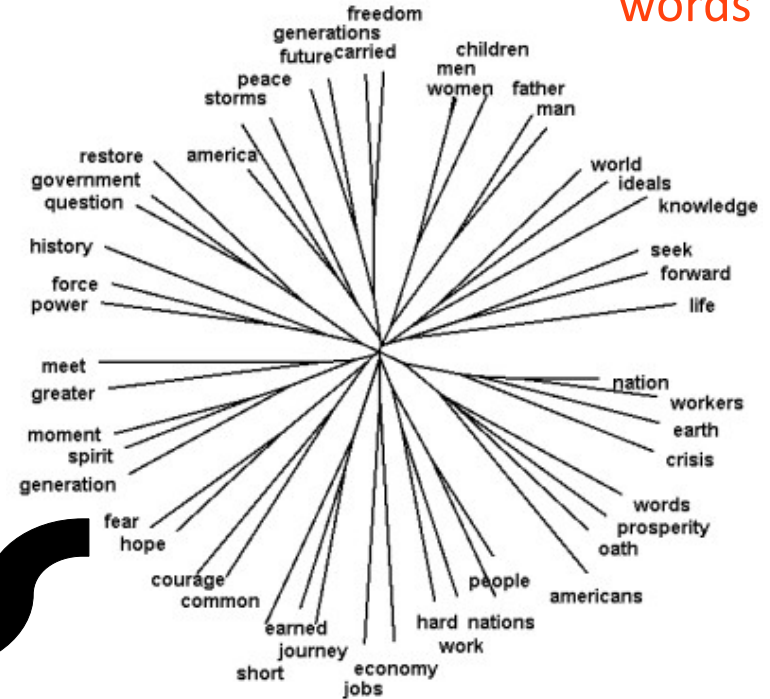 words
freedom
generations
future carried
children
men
women
father
man
peace
storms
america
restore
government
question
history
force
power
world
ideals
knowledge
seek
forward
life
meet
greater
moment
spirit
generation
fear
hope
courage
common
earned
journey
short
economy
jobs
hard nations
work
people
americans
oath
prosperity
words
crisis
earth
workers
nation